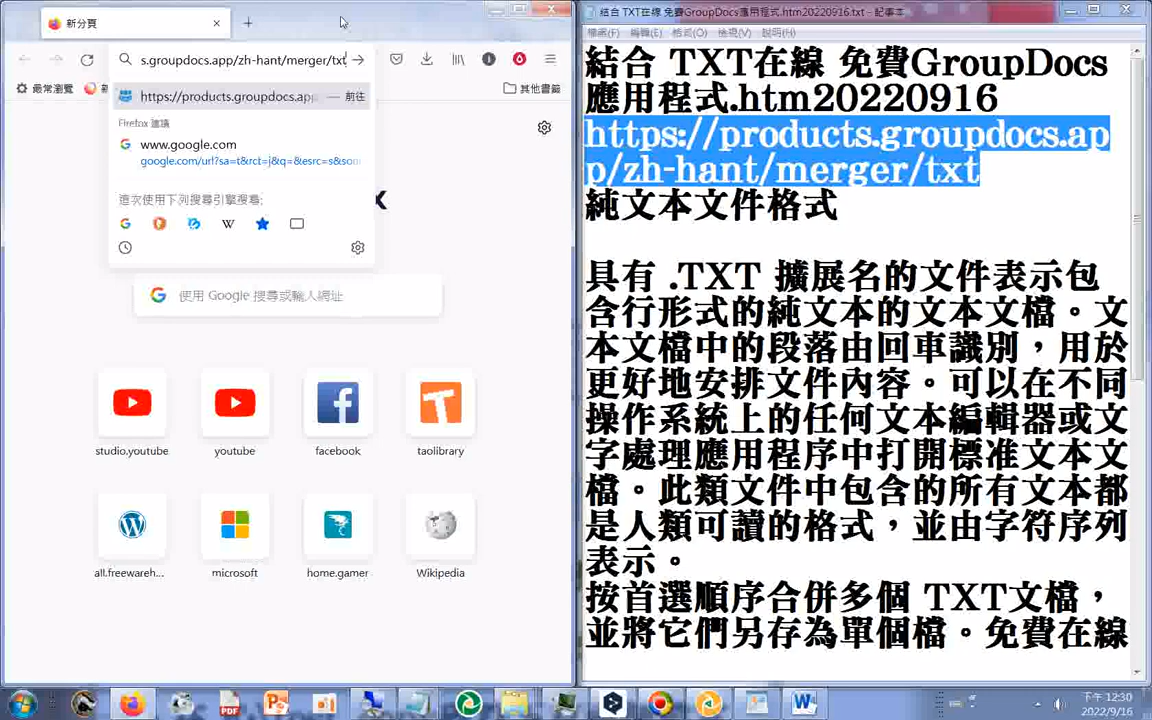 新分頁
s.groupdocs.app/zh-hant/merger/txt
最常瀏覽
其他書籤
https://products.groupdocs.app — 前往
Firefox 建議
www.google.com
google.com/url?sa=t&rct=j&q=&esrc=s&sou
這次使用下列搜尋引擎搜尋:
使用 Google 搜尋或輸入網址
studio.youtube
youtube
facebook
taolibrary
all.freewareh...
microsoft
home.gamer
Wikipedia
結合 TXT在線 免費GroupDocs應用程式.htm20220916.txt - 記事本
檔案(F) 編輯(E) 格式(O) 檢視(V) 說明(H)
結合 TXT在線 免費GroupDocs
應用程式.htm20220916
https://products.groupdocs.ap
p/zh-hant/merger/txt
純文本文件格式
具有 .TXT 擴展名的文件表示包
含行形式的純文本的文本文檔。文
本文檔中的段落由回車識別，用於
更好地安排文件內容。可以在不同
操作系統上的任何文本編輯器或文
字處理應用程序中打開標准文本文
檔。此類文件中包含的所有文本都
是人類可讀的格式，並由字符序列
表示。
按首選順序合併多個 TXT文檔，
並將它們另存為單個檔。免費在線
下午 12:30
2022/9/16